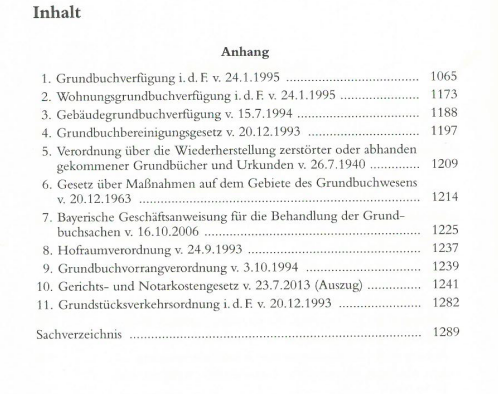 Inhalt
Anhang
1. Grundbuchverfügung i. d. F. v. 24.1.1995 .................................. 1065
2. Wohnungsgrundbuchverfügung i. d. F. v. 24.1.1995 .................... 1173
3. Gebäudegrundbuchverfügung v. 15.7.1994 ............................... 1188
4. Grundbuchbereinigungsgesetz v. 20.12.1993 ............................. 1197
5. Verordnung über die Wiederherstellung zerstörter oder abhanden
gekommener Grundbücher und Urkunden v. 26.7.1940 ............. 1209
6. Gesetz über Maßnahmen auf dem Gebiete des Grundbuchwesens
v. 20.12.1963 ...................................................................... 1214
7. Bayerische Geschäftsanweisung für die Behandlung der Grund-
buchsachen v. 16.10.2006 ...................................................... 1225
8. Hofraumverordnung v. 24.9.1993 ........................................... 1237
9. Grundbuchvorrangverordnung v. 3.10.1994 .............................. 1239
10. Gerichts- und Notarkostengesetz v. 23.7.2013 (Auszug) .............. 1241
11. Grundstücksverkehrsordnung i. d. F. v. 20.12.1993 .................... 1282
Sachverzeichnis .......................................................................... 1289